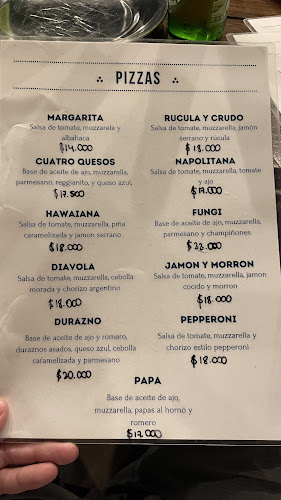 PIZZAS
MARGARITA
Salsa de tomate, muzzarela y
albahaca
$14.000
CUATRO QUESOS
Base de aceite de ajo, muzzarella,
parmesano, reggianito, y queso azul,
$17.500
HAWAIANA
Salsa de tomate, muzzarella, piña
caramelizada y jamon serrano
$18.000
DIAVOLA
Salsa de tomate, muzzarella, cebolla
morada y chorizo argentino
$18.000
DURAZNO
Base de aceite de ajo y romero,
duraznos asados, queso azul, cebolla
caramelizada y parmesano
$20.000
RUCULA Y CRUDO
Salsa de tomate, muzzarella, jamón
serrano y rúcula
$18.000
NAPOLITANA
Salsa de tomate, muzzarella, tomate
y ajo
$17.000
FUNGI
Base de aceite de ajo, muzzarella,
parmesano y champiñones
$22.000
JAMON Y MORRON
Salsa de tomate, muzzarella, jamon
cocido y morron
$18.000
PEPPERONI
Salsa de tomate, muzzarella y
chorizo estilo pepperoni
$18.000
PAPA
Base de aceite de ajo,
muzzarella, papas al horno y
romero
$17.000